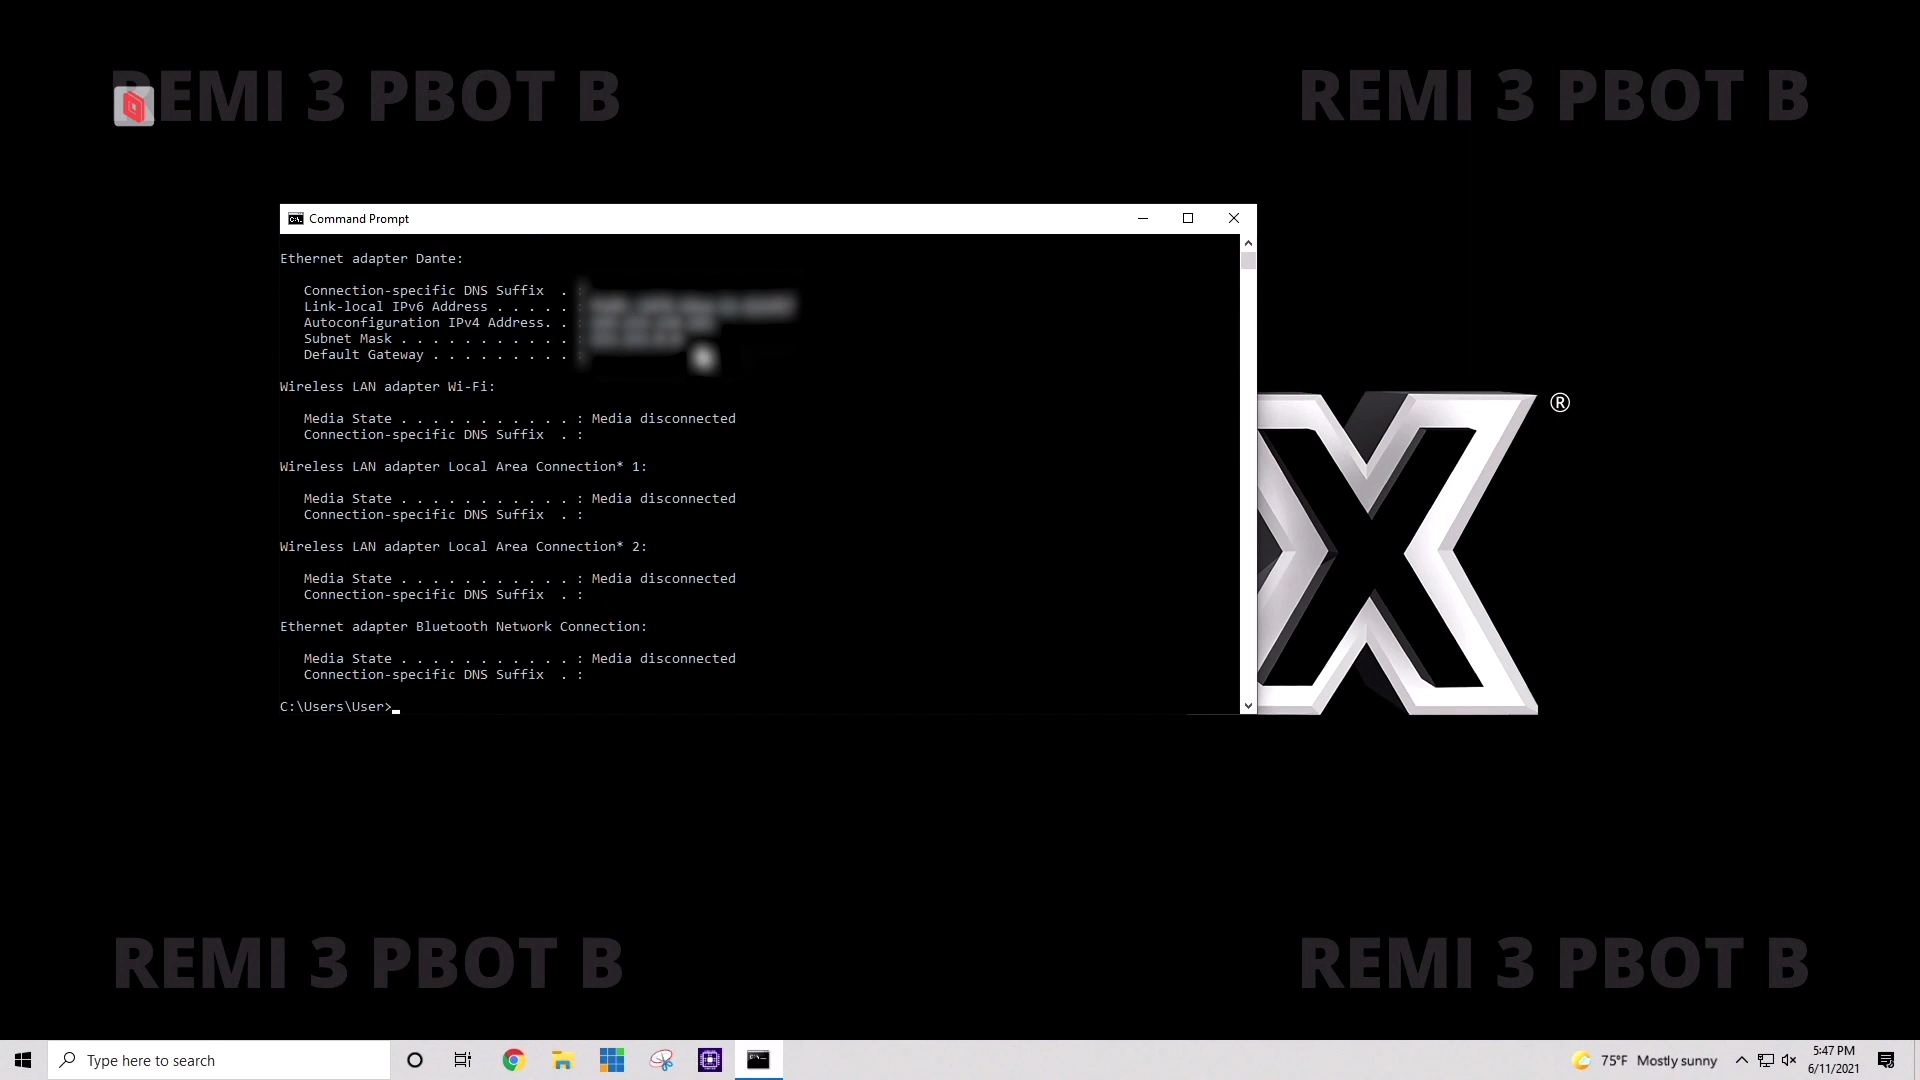 REMI 3 PBOT B
REMI 3 PBOT B
Command Prompt
Ethernet adapter Dante:
Connection-specific DNS Suffix  . :
Link-local IPv6 Address . . . . . :
Autoconfiguration IPv4 Address. . :
Subnet Mask . . . . . . . . . . . :
Default Gateway . . . . . . . . . :
Wireless LAN adapter Wi-Fi:
Media State . . . . . . . . . . . : Media disconnected
Connection-specific DNS Suffix  . :
Wireless LAN adapter Local Area Connection* 1:
Media State . . . . . . . . . . . : Media disconnected
Connection-specific DNS Suffix  . :
Wireless LAN adapter Local Area Connection* 2:
Media State . . . . . . . . . . . : Media disconnected
Connection-specific DNS Suffix  . :
Ethernet adapter Bluetooth Network Connection:
Media State . . . . . . . . . . . : Media disconnected
Connection-specific DNS Suffix  . :
C:\Users\User>
X®
REMI 3 PBOT B
REMI 3 PBOT B
Type here to search
75°F Mostly sunny
5:47 PM
6/11/2021